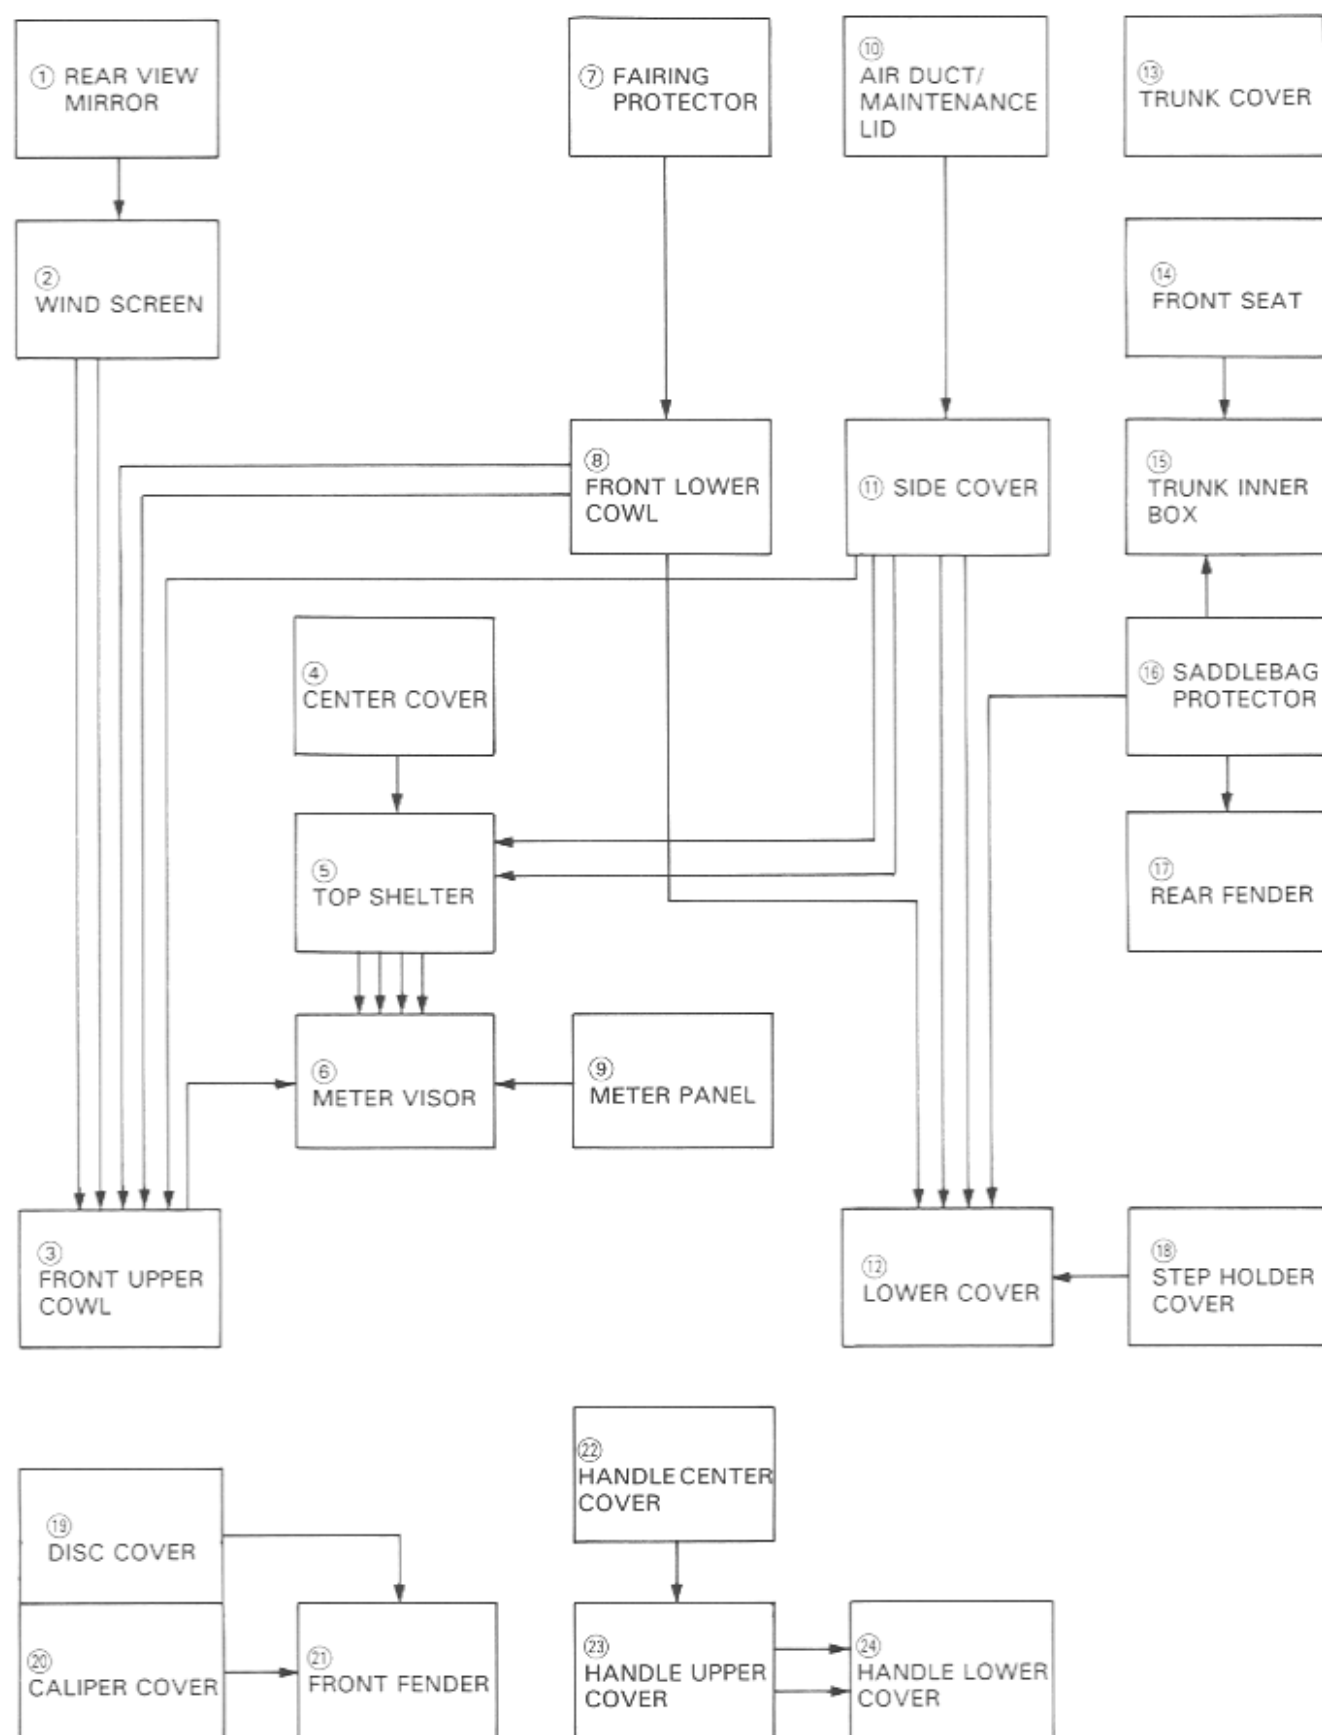 ① REAR VIEW
MIRROR
⑦ FAIRING
PROTECTOR
⑩
AIR DUCT/
MAINTENANCE
LID
⑬
TRUNK COVER
②
WIND SCREEN
⑭
FRONT SEAT
⑧
FRONT LOWER
COWL
⑪ SIDE COVER
⑮
TRUNK INNER
BOX
④
CENTER COVER
⑯ SADDLEBAG
PROTECTOR
⑤
TOP SHELTER
⑰
REAR FENDER
⑥
METER VISOR
⑨
METER PANEL
③
FRONT UPPER
COWL
⑫
LOWER COVER
⑱
STEP HOLDER
COVER
㉒
HANDLE CENTER
COVER
⑲
DISC COVER
⑳
CALIPER COVER
㉑
FRONT FENDER
㉓
HANDLE UPPER
COVER
㉔
HANDLE LOWER
COVER